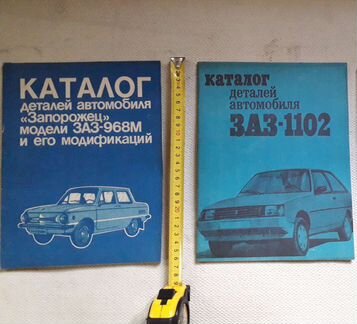 КАТАЛОГ
деталей автомобиля
«Запорожец»
модели ЗАЗ-968М
и его модификаций
каталог
деталей
автомобиля
ЗАЗ-1102